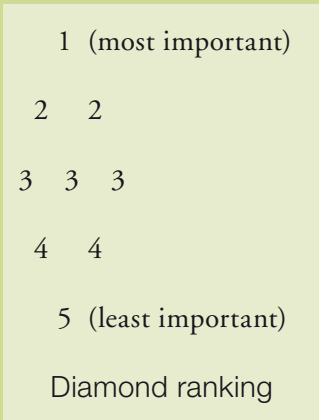 1 (most important)
2 2
3 3 3
4 4
5 (least important)
Diamond ranking